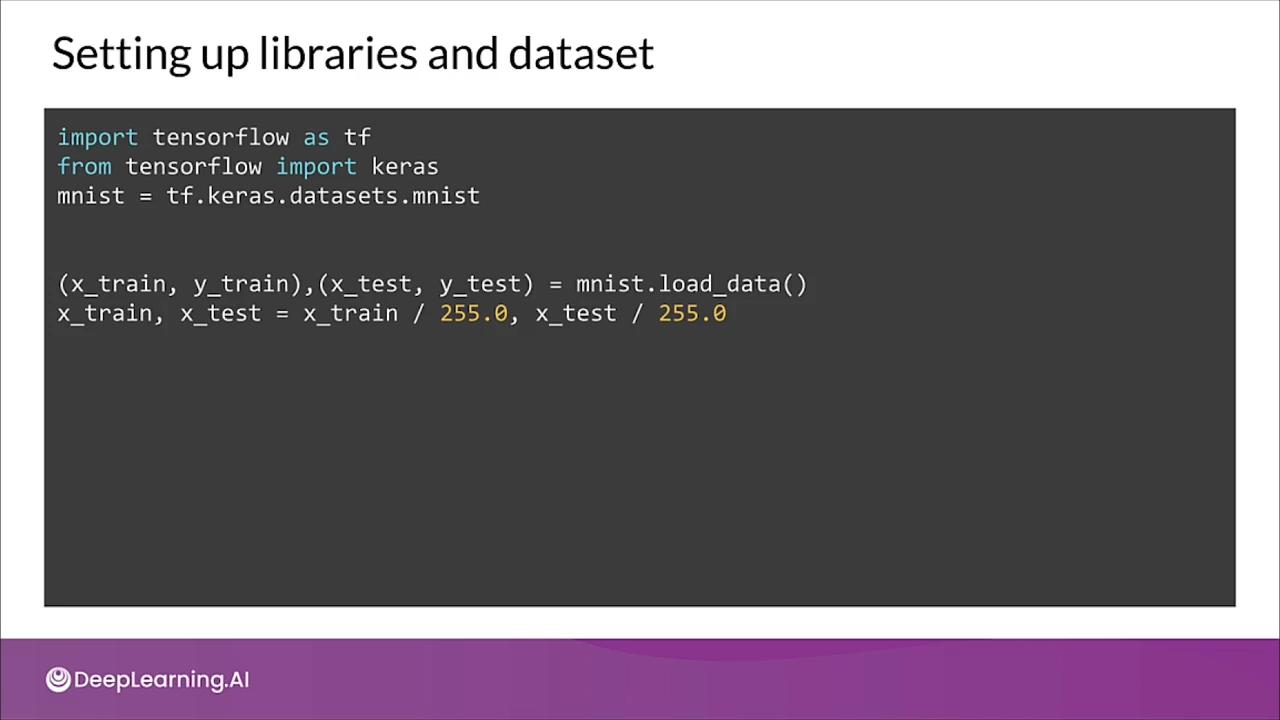 Setting up libraries and dataset
import tensorflow as tf
from tensorflow import keras
mnist = tf.keras.datasets.mnist
(x_train, y_train),(x_test, y_test) = mnist.load_data()
x_train, x_test = x_train / 255.0, x_test / 255.0
DeepLearning.AI